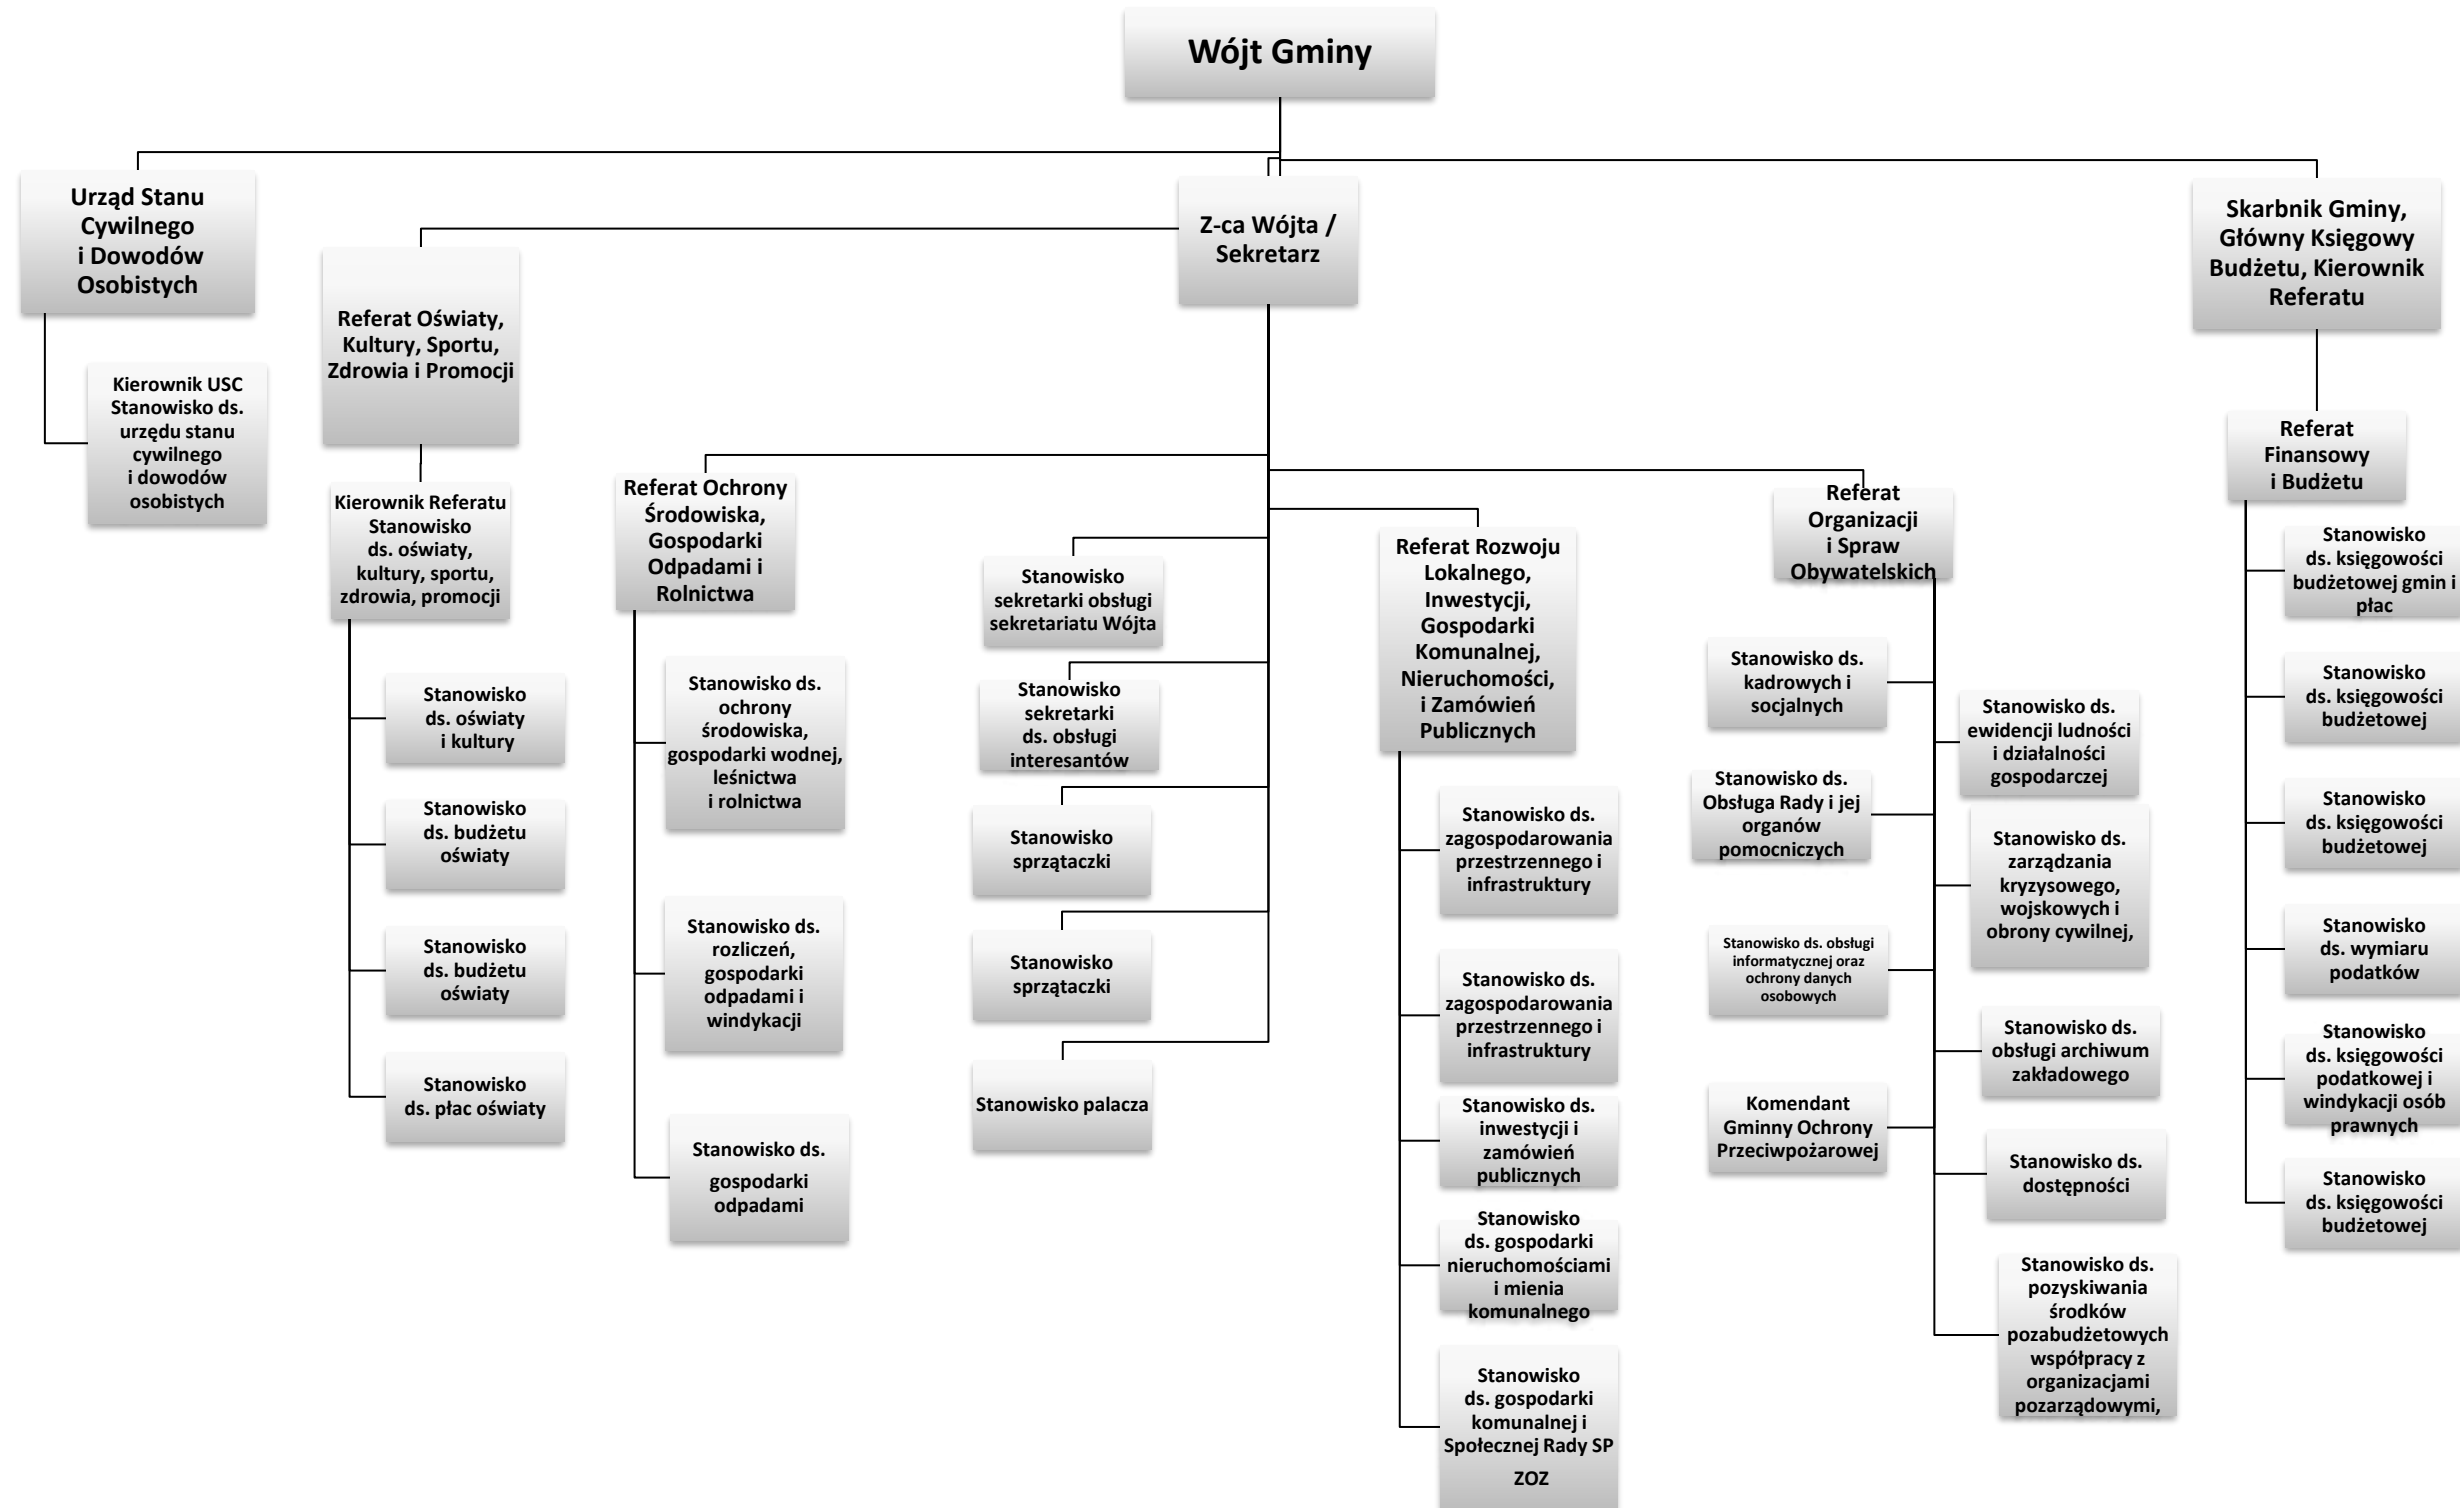 Wójt Gminy
Urząd Stanu
Cywilnego
i Dowodów
Osobistych
Kierownik USC
Stanowisko ds.
urzędu stanu
cywilnego
i dowodów
osobistych
Referat Oświaty,
Kultury, Sportu,
Zdrowia i Promocji
Kierownik Referatu
Stanowisko
ds. oświaty,
kultury, sportu,
zdrowia, promocji
Stanowisko
ds. oświaty
i kultury
Stanowisko
ds. budżetu
oświaty
Stanowisko
ds. budżetu
oświaty
Stanowisko
ds. płac oświaty
Z-ca Wójta /
Sekretarz
Referat Ochrony
Środowiska,
Gospodarki
Odpadami i
Rolnictwa
Stanowisko ds.
ochrony
środowiska,
gospodarki wodnej,
leśnictwa
i rolnictwa
Stanowisko ds.
rozliczeń,
gospodarki
odpadami i
windykacji
Stanowisko ds.
gospodarki
odpadami
Stanowisko
sekretarki obsługi
sekretariatu Wójta
Stanowisko
sekretarki
ds. obsługi
interesantów
Stanowisko
sprzątaczki
Stanowisko
sprzątaczki
Stanowisko palacza
Referat Rozwoju
Lokalnego,
Inwestycji,
Gospodarki
Komunalnej,
Nieruchomości,
i Zamówień
Publicznych
Stanowisko ds.
zagospodarowania
przestrzennego i
infrastruktury
Stanowisko ds.
zagospodarowania
przestrzennego i
infrastruktury
Stanowisko ds.
inwestycji i
zamówień
publicznych
Stanowisko
ds. gospodarki
nieruchomościami
i mienia
komunalnego
Stanowisko
ds. gospodarki
komunalnej i
Społecznej Rady SP
ZOZ
Referat
Organizacji
i Spraw
Obywatelskich
Stanowisko ds.
kadrowych i
socjalnych
Stanowisko ds.
Obsługa Rady i jej
organów
pomocniczych
Stanowisko ds. obsługi
informatycznej oraz
ochrony danych
osobowych
Komendant
Gminny Ochrony
Przeciwpożarowej
Stanowisko ds.
ewidencji ludności
i działalności
gospodarczej
Stanowisko ds.
zarządzania
kryzysowego,
wojskowych i
obrony cywilnej,
Stanowisko ds.
obsługi archiwum
zakładowego
Stanowisko ds.
dostępności
Stanowisko ds.
pozyskiwania
środków
pozabudżetowych
współpracy z
organizacjami
pozarządowymi,
Skarbnik Gminy,
Główny Księgowy
Budżetu, Kierownik
Referatu
Referat
Finansowy
i Budżetu
Stanowisko
ds. księgowości
budżetowej gmin i
płac
Stanowisko
ds. księgowości
budżetowej
Stanowisko
ds. księgowości
budżetowej
Stanowisko
ds. wymiaru
podatków
Stanowisko
ds. księgowości
podatkowej i
windykacji osób
prawnych
Stanowisko
ds. księgowości
budżetowej